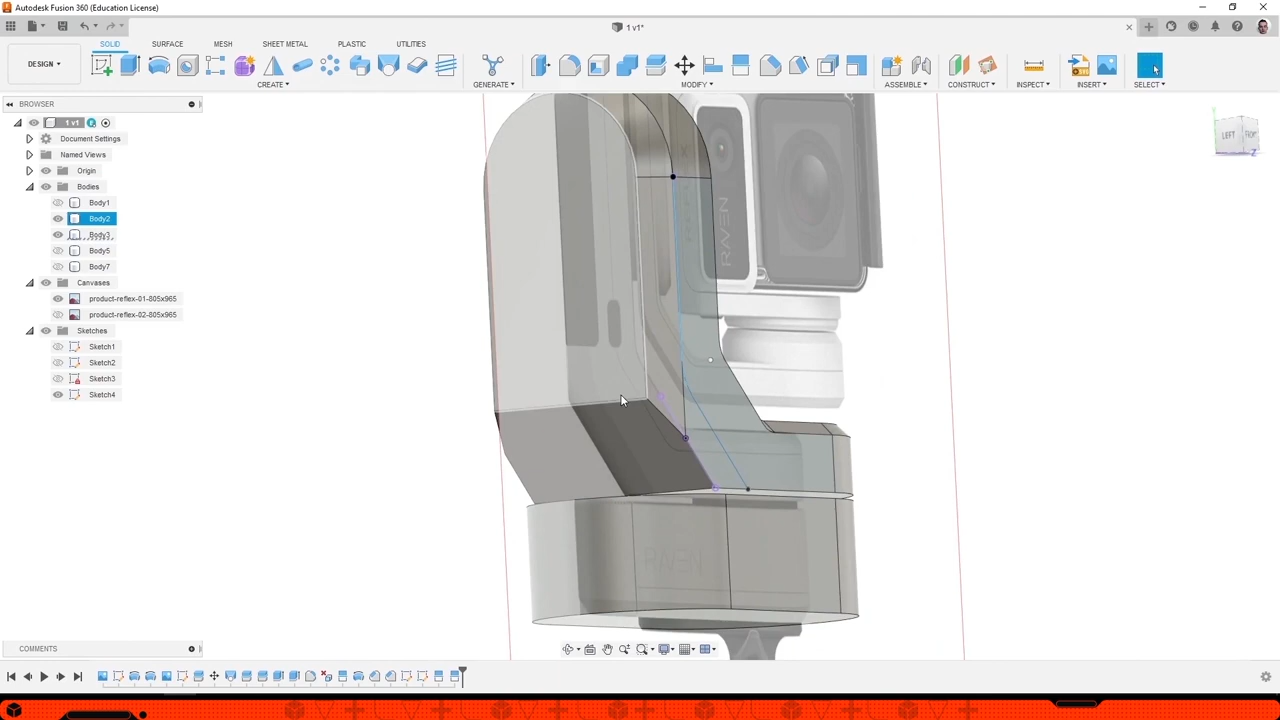 Autodesk Fusion 360 (Education License)
1 v1*
SOLID SURFACE MESH SHEET METAL PLASTIC UTILITIES
DESIGN
CREATE GENERATE MODIFY ASSEMBLE CONSTRUCT INSPECT INSERT SELECT
BROWSER
1 v1
Document Settings
Named Views
Origin
Bodies
Body1
Body2
Body3
Body5
Body7
Canvases
product-reflex-01-805x965
product-reflex-02-805x965
Sketches
Sketch1
Sketch2
Sketch3
Sketch4
LEFT
Z
RAVEN
RAVEN
COMMENTS